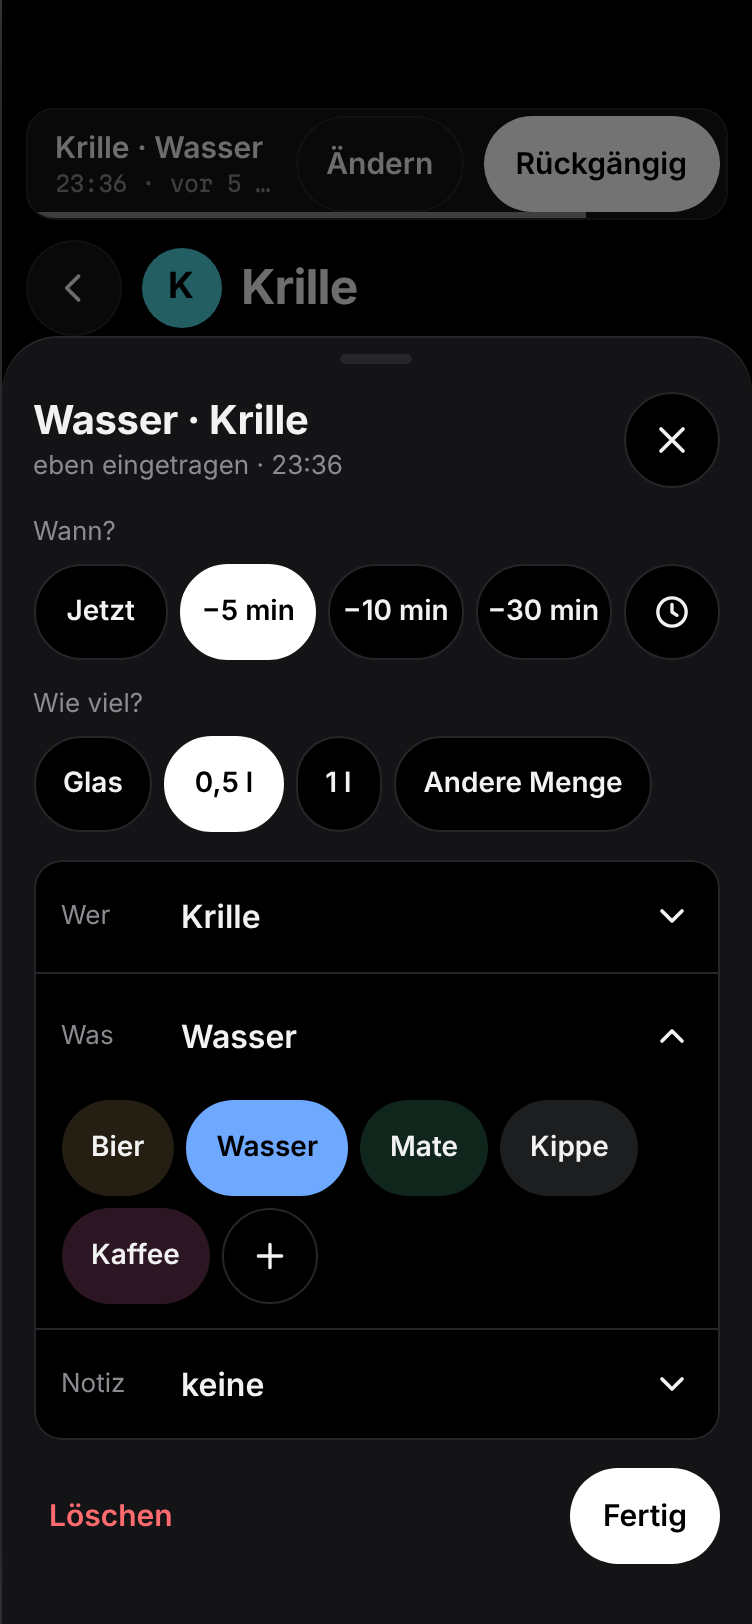 Krille · Wasser
23:36 · vor 5 …
Ändern
Rückgängig
K
Krille
Wasser · Krille
eben eingetragen · 23:36
Wann?
Jetzt
−5 min
−10 min
−30 min
Wie viel?
Glas
0,5 l
1 l
Andere Menge
Wer
Krille
Was
Wasser
Bier
Wasser
Mate
Kippe
Kaffee
Notiz
keine
Löschen
Fertig